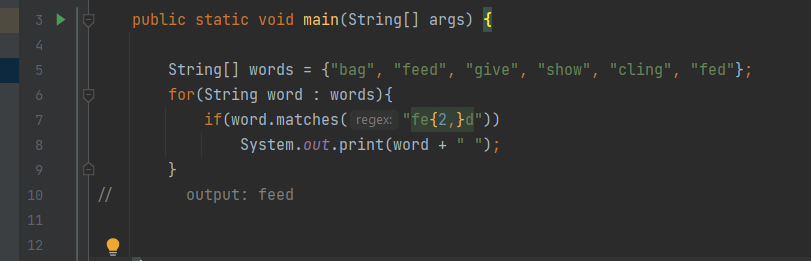 3 public static void main(String[] args) {
4
5 String[] words = {"bag", "feed", "give", "show", "cling", "fed"};
6 for(String word : words){
7 if(word.matches( regex: "fe{2,}d"))
8 System.out.print(word + " ");
9 }
10 // output: feed
11
12